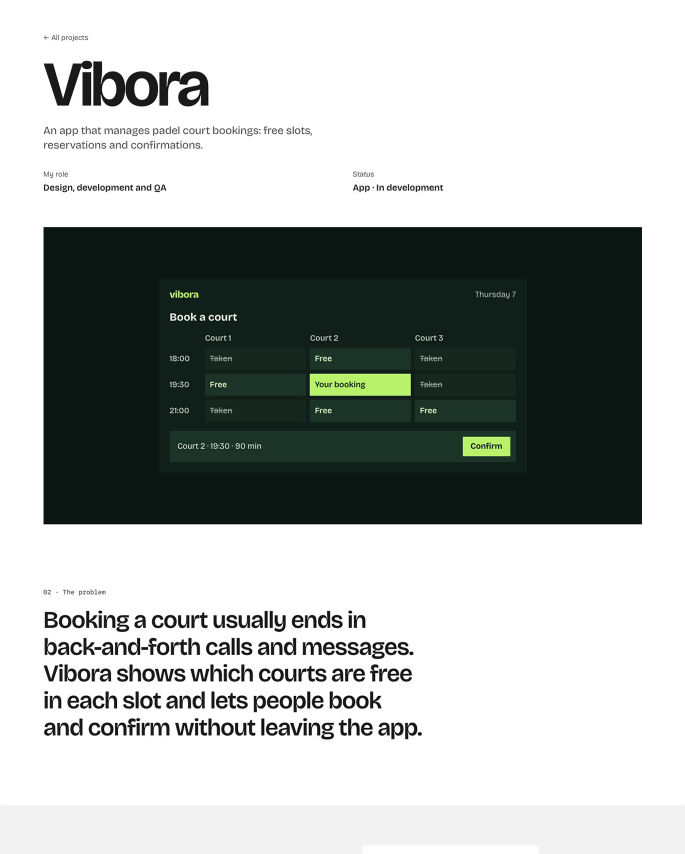 ← All projects
Vibora
An app that manages padel court bookings: free slots,
reservations and confirmations.
My role
Status
Design, development and QA
App · In development
vibora
Thursday 7
Book a court
Court 1
Court 2
Court 3
18:00
Taken
Free
Taken
19:30
Free
Your booking
Taken
21:00
Taken
Free
Free
Court 2 · 19:30 · 90 min
Confirm
02 - The problem
Booking a court usually ends in
back-and-forth calls and messages.
Vibora shows which courts are free
in each slot and lets people book
and confirm without leaving the app.